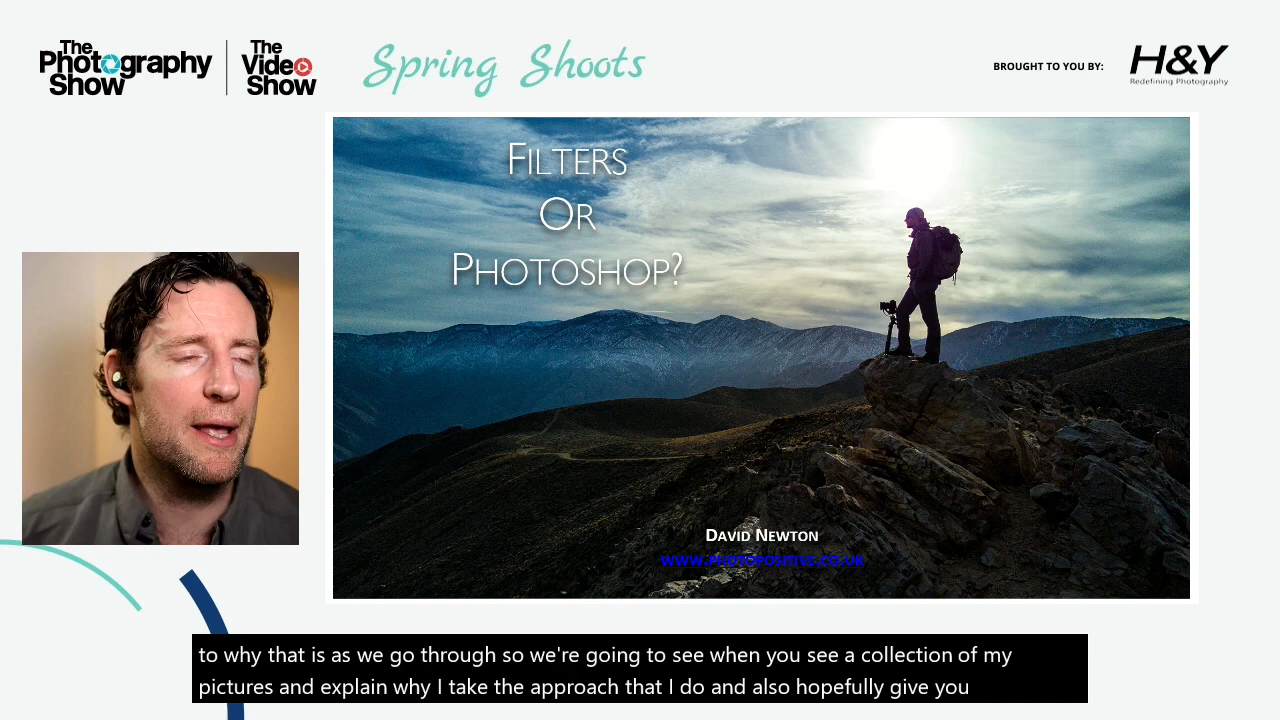 The
Photography
Show
The
Video
Show
Spring Shoots
BROUGHT TO YOU BY:
H&Y
Redefining Photography
FILTERS
OR
PHOTOSHOP?
DAVID NEWTON
WWW.PHOTOPOSITIVE.CO.UK
to why that is as we go through so we're going to see when you see a collection of my
pictures and explain why I take the approach that I do and also hopefully give you